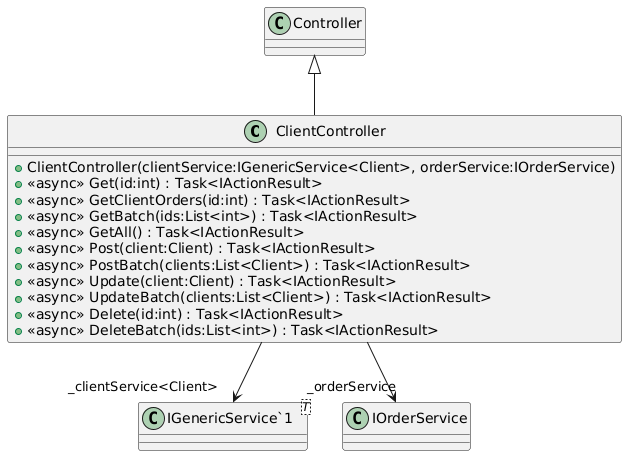 C Controller
C ClientController
ClientController(clientService:IGenericService<Client>, orderService:IOrderService)
«async» Get(id:int) : Task<IActionResult>
«async» GetClientOrders(id:int) : Task<IActionResult>
«async» GetBatch(ids:List<int>) : Task<IActionResult>
«async» GetAll() : Task<IActionResult>
«async» Post(client:Client) : Task<IActionResult>
«async» PostBatch(clients:List<Client>) : Task<IActionResult>
«async» Update(client:Client) : Task<IActionResult>
«async» UpdateBatch(clients:List<Client>) : Task<IActionResult>
«async» Delete(id:int) : Task<IActionResult>
«async» DeleteBatch(ids:List<int>) : Task<IActionResult>
_clientService<Client>
_orderService
C IGenericService`1 T
C IOrderService